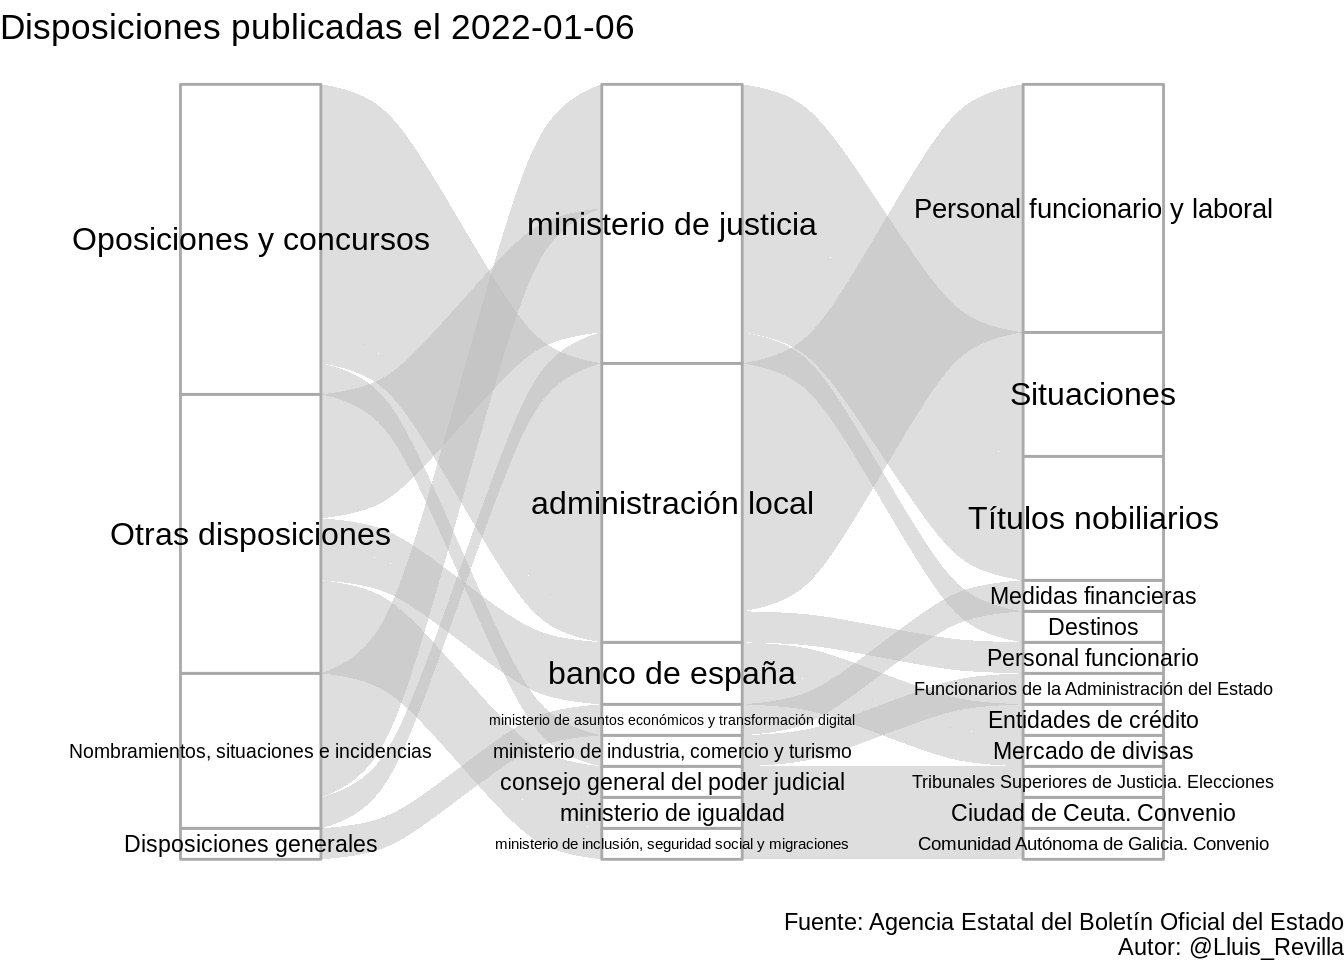 Disposiciones publicadas el 2022-01-06
Oposiciones y concursos
Otras disposiciones
Nombramientos, situaciones e incidencias
Disposiciones generales
ministerio de justicia
administración local
banco de españa
ministerio de asuntos económicos y transformación digital
ministerio de industria, comercio y turismo
consejo general del poder judicial
ministerio de igualdad
ministerio de inclusión, seguridad social y migraciones
Personal funcionario y laboral
Situaciones
Títulos nobiliarios
Medidas financieras
Destinos
Personal funcionario
Funcionarios de la Administración del Estado
Entidades de crédito
Mercado de divisas
Tribunales Superiores de Justicia. Elecciones
Ciudad de Ceuta. Convenio
Comunidad Autónoma de Galicia. Convenio
Fuente: Agencia Estatal del Boletín Oficial del Estado
Autor: @Lluis_Revilla